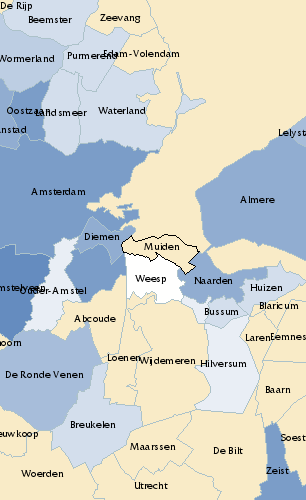 De Rijp
Zeevang
Beemster
Edam-Volendam
Purmerend
Wormerland
Oostzaan
Landsmeer
Waterland
anstad
Lelyst
Amsterdam
Almere
Diemen
Muiden
Weesp
Naarden
mstelveen
Ouder-Amstel
Huizen
Blaricum
Bussum
Abcoude
Laren
Eemnes
oorn
Loenen
Wijdemeren
Hilversum
De Ronde Venen
Baarn
Breukelen
euwkoop
Soest
Maarssen
De Bilt
Woerden
Zeist
Utrecht